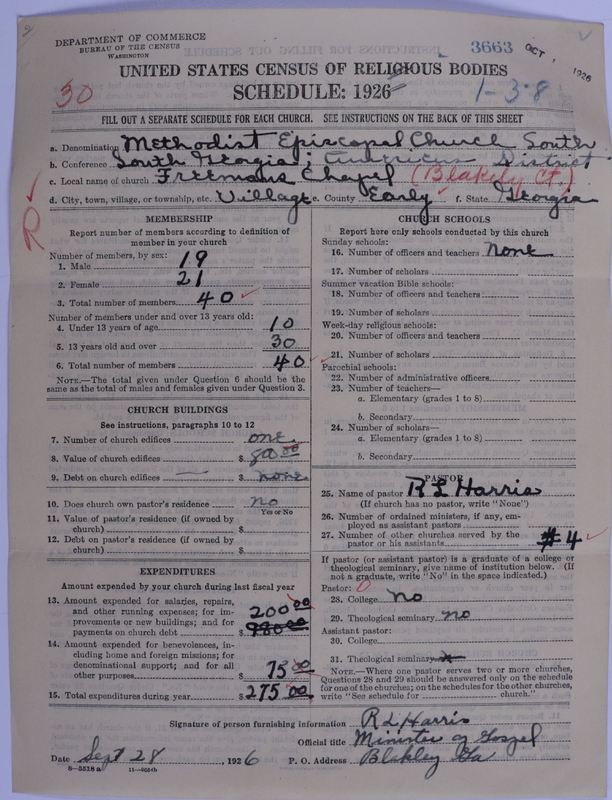 DEPARTMENT OF COMMERCE
BUREAU OF THE CENSUS
WASHINGTON
3663
OCT 1 1926
UNITED STATES CENSUS OF RELIGIOUS BODIES
30
SCHEDULE: 1926
1-3-8
FILL OUT A SEPARATE SCHEDULE FOR EACH CHURCH. SEE INSTRUCTIONS ON THE BACK OF THIS SHEET
a. Denomination Methodist Episcopal Church South
b. Conference South Georgia; Americus District
c. Local name of church Freemans Chapel (Blakely Ct.)
d. City, town, village, or township, etc. Village e. County Early f. State Georgia
MEMBERSHIP
Report number of members according to definition of
member in your church
Number of members, by sex:
1. Male 19
2. Female 21
3. Total number of members 40
Number of members under and over 13 years old:
4. Under 13 years of age 10
5. 13 years old and over 30
6. Total number of members 40
NOTE.—The total given under Question 6 should be the
same as the total of males and females given under Question 3.
CHURCH BUILDINGS
See instructions, paragraphs 10 to 12
7. Number of church edifices one
8. Value of church edifices $
9. Debt on church edifices $ none
10. Does church own pastor's residence no
Yes or No
11. Value of pastor's residence (if owned by
church) $
12. Debt on pastor's residence (if owned by
church) $
EXPENDITURES
Amount expended by your church during last fiscal year
13. Amount expended for salaries, repairs,
and other running expenses; for im-
provements or new buildings; and for
payments on church debt $ 200 00
14. Amount expended for benevolences, in-
cluding home and foreign missions; for
denominational support; and for all
other purposes $ 75 00
15. Total expenditures during year $ 275 00
CHURCH SCHOOLS
Report here only schools conducted by this church
Sunday schools:
16. Number of officers and teachers none
17. Number of scholars
Summer vacation Bible schools:
18. Number of officers and teachers
19. Number of scholars
Week-day religious schools:
20. Number of officers and teachers
21. Number of scholars
Parochial schools:
22. Number of administrative officers
23. Number of teachers—
a. Elementary (grades 1 to 8)
b. Secondary
24. Number of scholars—
a. Elementary (grades 1 to 8)
b. Secondary
PASTOR
25. Name of pastor R L Harris
(If church has no pastor, write "None")
26. Number of ordained ministers, if any, em-
ployed as assistant pastors
27. Number of other churches served by the
pastor or his assistants # 4
If pastor (or assistant pastor) is a graduate of a college or
theological seminary, give name of institution below. (If
not a graduate, write "No" in the space indicated.)
Pastor: 0
28. College No
29. Theological seminary no
Assistant pastor:
30. College
31. Theological seminary
NOTE.—Where one pastor serves two or more churches,
Questions 28 and 29 should be answered only on the schedule
for one of the churches; on the schedules for the other churches,
write "See schedule for church."
Signature of person furnishing information R L Harris
Official title Minister of Gospel
Date Sept 28, 1926 P. O. Address Blakley Ga
8—5518 a 11—9054b